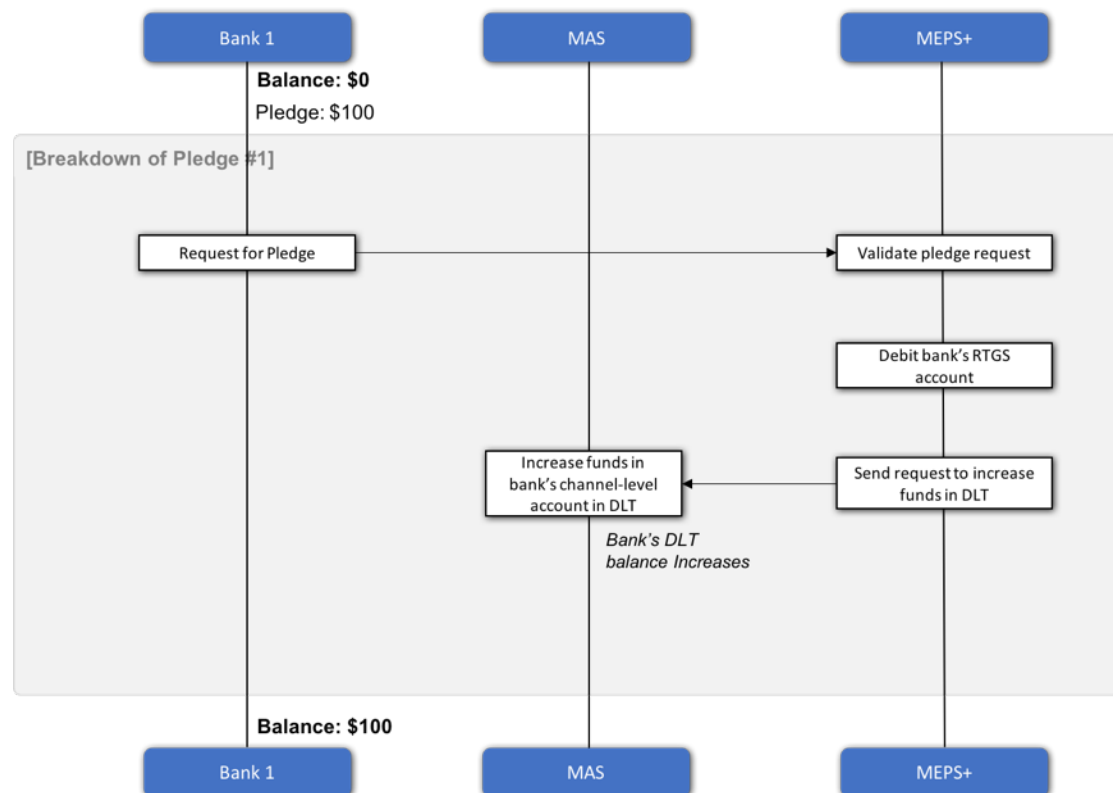 Bank 1
MAS
MEPS+
Balance: $0
Pledge: $100
[Breakdown of Pledge #1]
Request for Pledge
Validate pledge request
Debit bank's RTGS
account
Increase funds in
bank's channel-level
account in DLT
Send request to increase
funds in DLT
Bank's DLT
balance Increases
Balance: $100
Bank 1
MAS
MEPS+